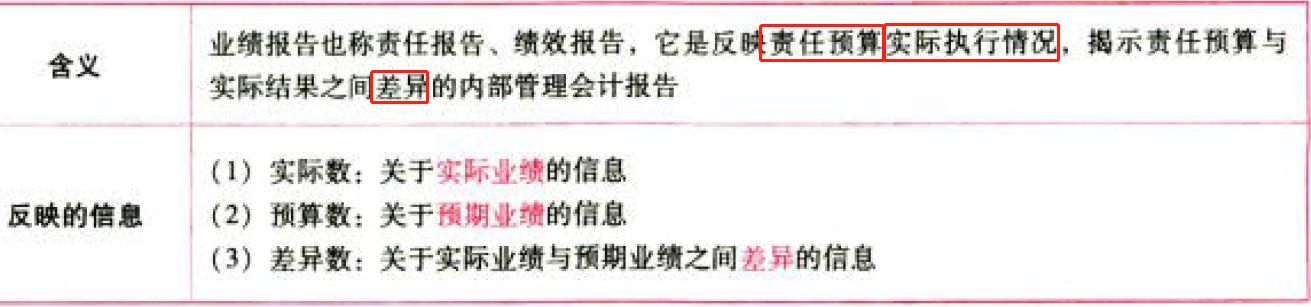 含义
业绩报告也称责任报告、绩效报告，它是反映责任预算实际执行情况，揭示责任预算与
实际结果之间差异的内部管理会计报告
反映的信息
(1) 实际数：关于实际业绩的信息
(2) 预算数：关于预期业绩的信息
(3) 差异数：关于实际业绩与预期业绩之间差异的信息